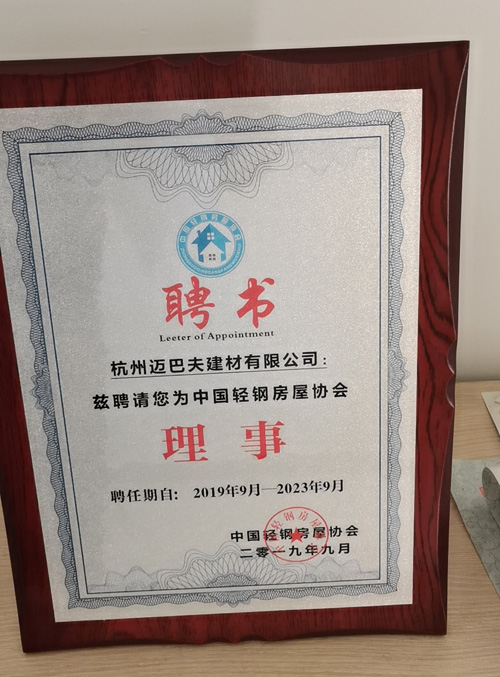 聘书
Leeter of Appointment
杭州迈巴夫建材有限公司：
兹聘请您为中国轻钢房屋协会
理事
聘任期自： 2019年9月—2023年9月
中国轻钢房屋协会
二零一九年九月